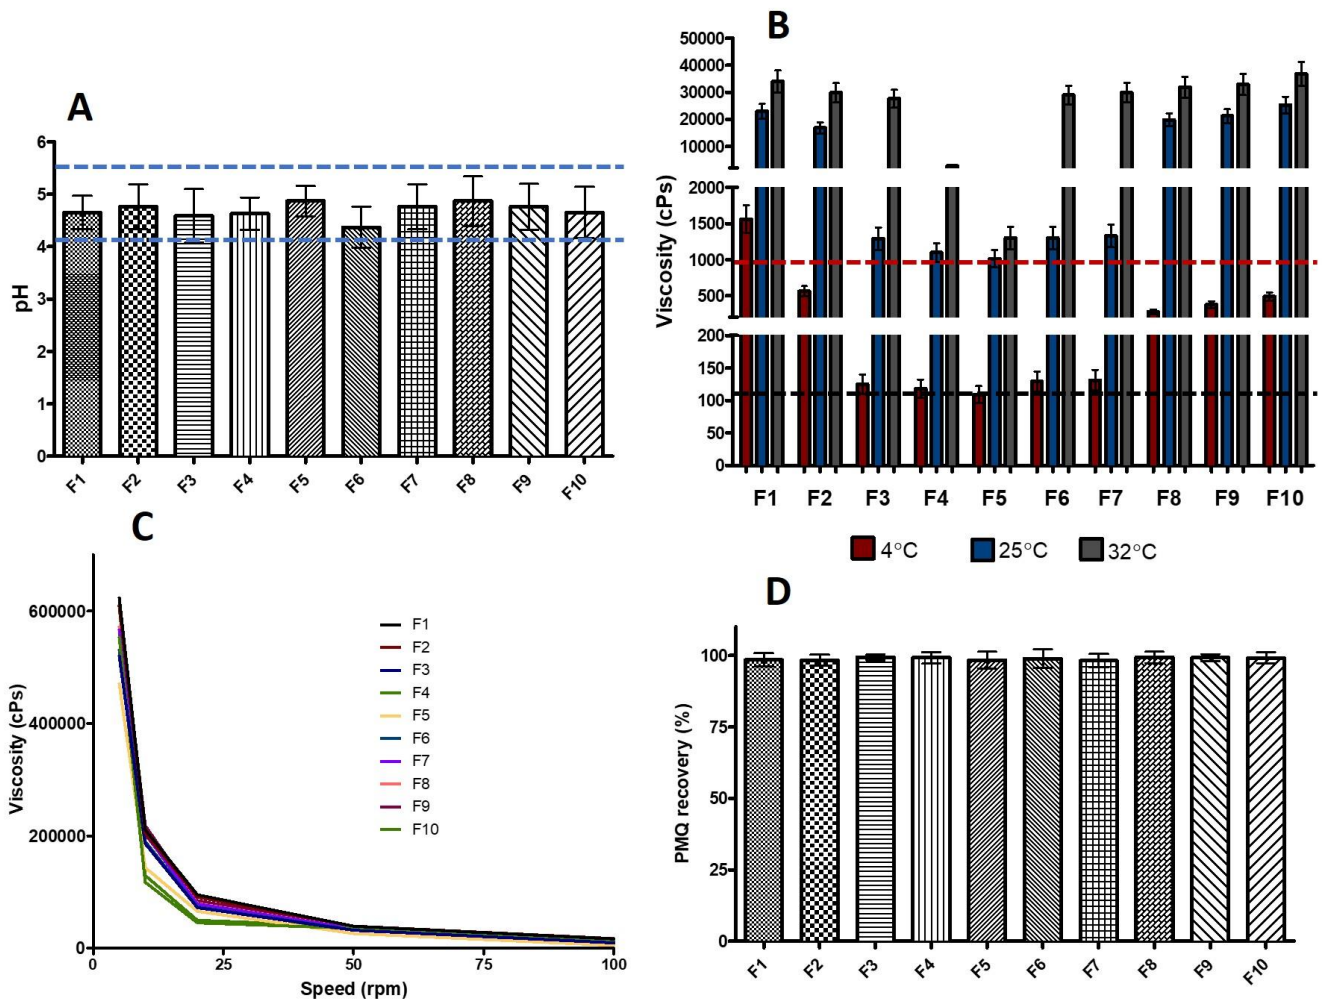 A
pH
6
5
4
3
2
1
0
F1 F2 F3 F4 F5 F6 F7 F8 F9 F10
B
Viscosity (cPs)
50000
40000
30000
20000
10000
2000
1500
1000
500
200
150
100
50
0
F1 F2 F3 F4 F5 F6 F7 F8 F9 F10
4°C 25°C 32°C
C
Viscosity (cPs)
600000
400000
200000
0
F1
F2
F3
F4
F5
F6
F7
F8
F9
F10
0 25 50 75 100
Speed (rpm)
D
PMQ recovery (%)
100
75
50
25
0
F1 F2 F3 F4 F5 F6 F7 F8 F9 F10